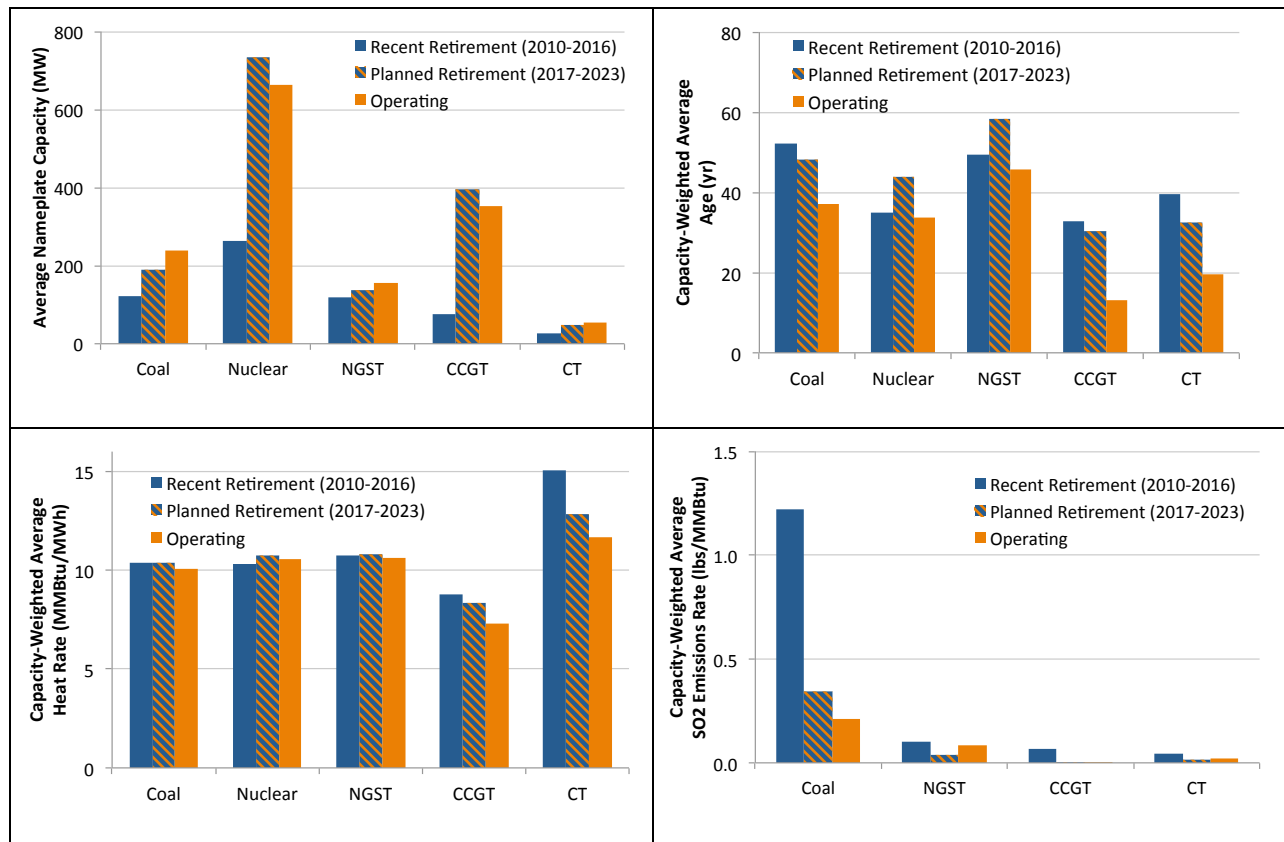 Average Nameplate Capacity (MW)
800
600
400
200
0
Recent Retirement (2010-2016)
Planned Retirement (2017-2023)
Operating
Coal Nuclear NGST CCGT CT
Capacity-Weighted Average
Age (yr)
80
60
40
20
0
Recent Retirement (2010-2016)
Planned Retirement (2017-2023)
Operating
Coal Nuclear NGST CCGT CT
Capacity-Weighted Average
Heat Rate (MMBtu/MWh)
15
10
5
0
Recent Retirement (2010-2016)
Planned Retirement (2017-2023)
Operating
Coal Nuclear NGST CCGT CT
Capacity-Weighted Average
SO2 Emissions Rate (lbs/MMBtu)
1.5
1.0
0.5
0.0
Recent Retirement (2010-2016)
Planned Retirement (2017-2023)
Operating
Coal NGST CCGT CT